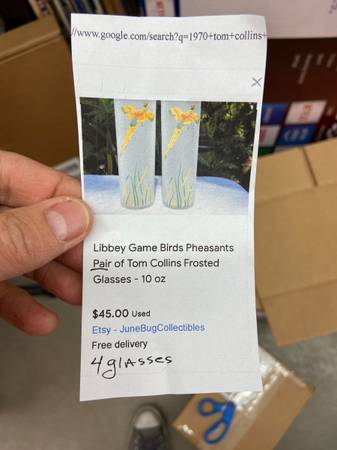 //www.google.com/search?q=1970+tom+collins+
Libbey Game Birds Pheasants
Pair of Tom Collins Frosted
Glasses - 10 oz
$45.00 Used
Etsy - JuneBugCollectibles
Free delivery
4 glasses